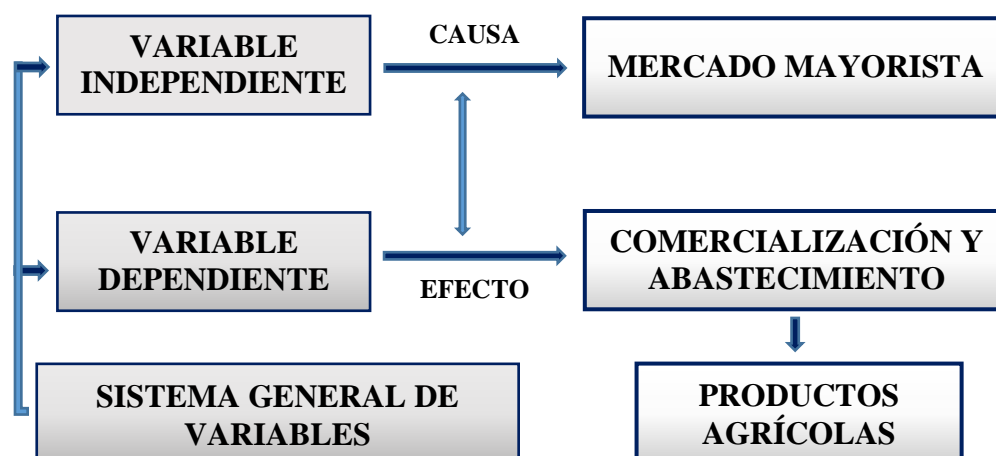 VARIABLE
INDEPENDIENTE
CAUSA
MERCADO MAYORISTA
VARIABLE
DEPENDIENTE
EFECTO
COMERCIALIZACIÓN Y
ABASTECIMIENTO
SISTEMA GENERAL DE
VARIABLES
PRODUCTOS
AGRÍCOLAS